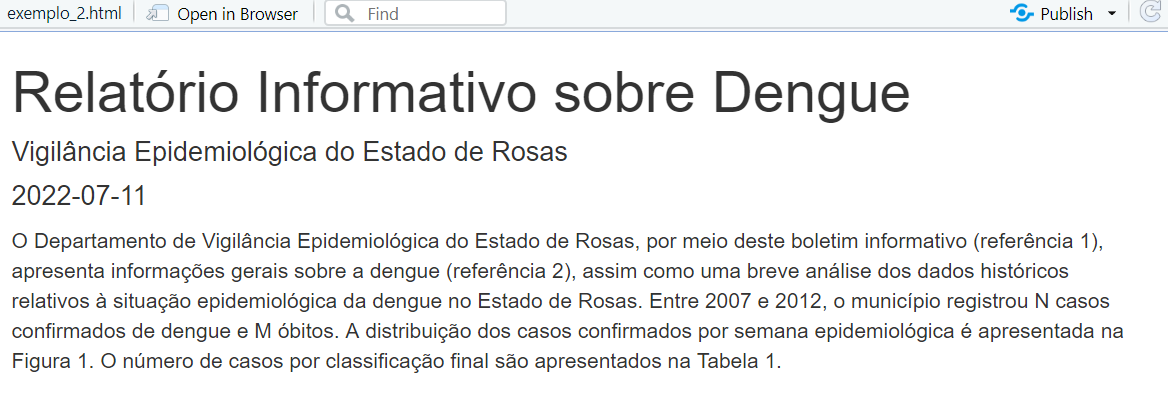 exemplo_2.html Open in Browser Find Publish
Relatório Informativo sobre Dengue
Vigilância Epidemiológica do Estado de Rosas
2022-07-11
O Departamento de Vigilância Epidemiológica do Estado de Rosas, por meio deste boletim informativo (referência 1),
apresenta informações gerais sobre a dengue (referência 2), assim como uma breve análise dos dados históricos
relativos à situação epidemiológica da dengue no Estado de Rosas. Entre 2007 e 2012, o município registrou N casos
confirmados de dengue e M óbitos. A distribuição dos casos confirmados por semana epidemiológica é apresentada na
Figura 1. O número de casos por classificação final são apresentados na Tabela 1.